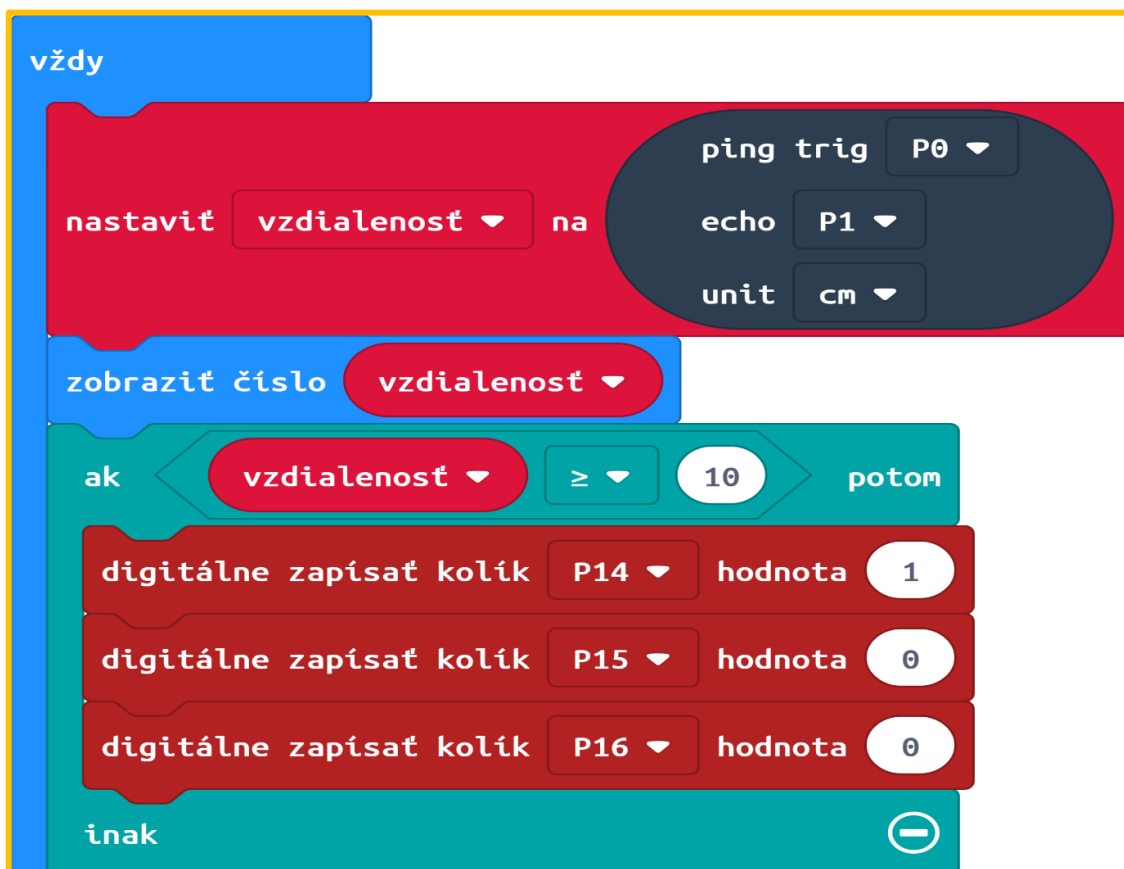 vždy
ping trig P0
nastaviť vzdialenosť na echo P1
unit cm
zobraziť číslo vzdialenosť
ak vzdialenosť ≥ 10 potom
digitálne zapísať kolík P14 hodnota 1
digitálne zapísať kolík P15 hodnota 0
digitálne zapísať kolík P16 hodnota 0
inak